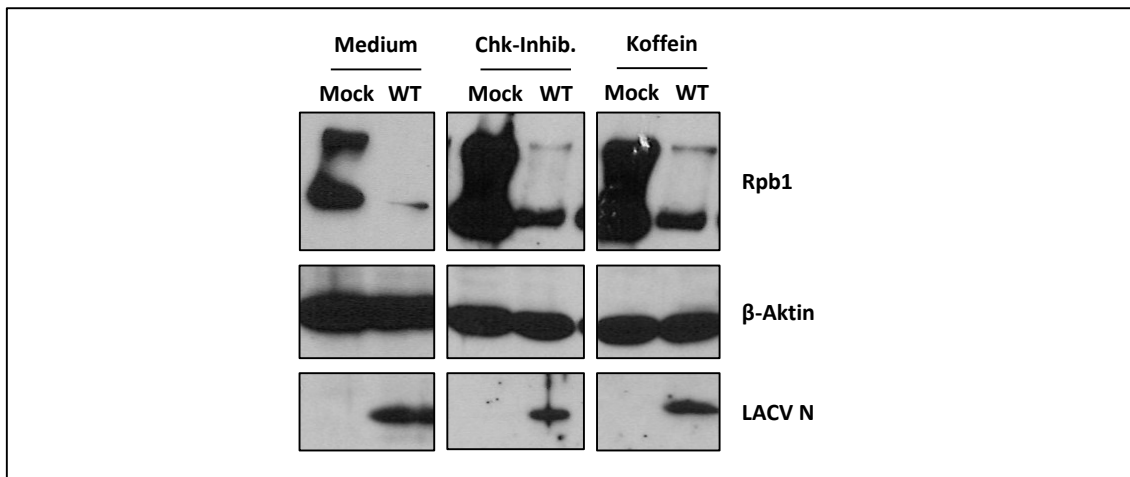 Medium Chk-Inhib. Koffein
Mock WT Mock WT Mock WT
Rpb1
β-Aktin
LACV N